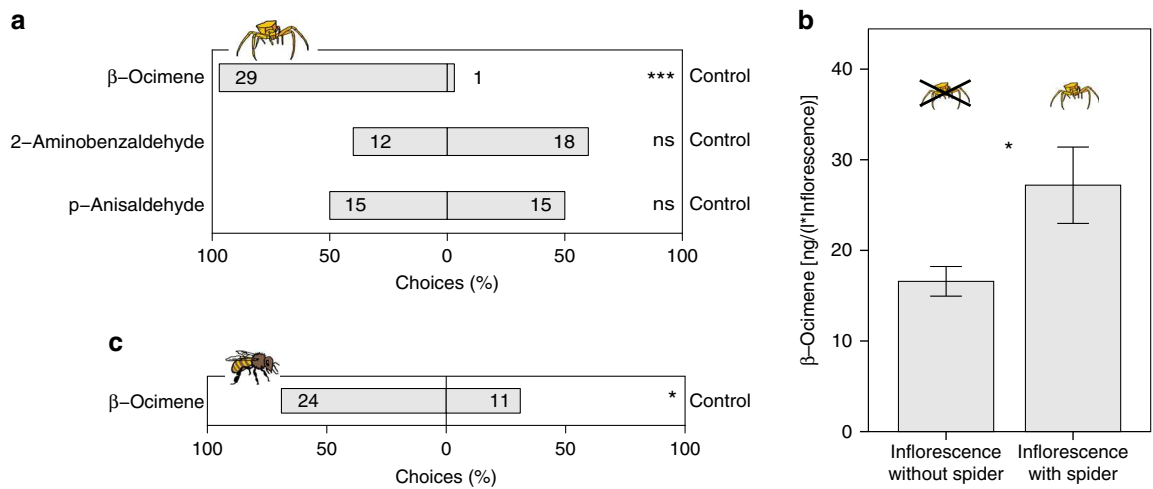 a
β−Ocimene 29 1 *** Control
2−Aminobenzaldehyde 12 18 ns Control
p−Anisaldehyde 15 15 ns Control
100 50 0 50 100
Choices (%)
b
β−Ocimene [ng/(l*Inflorescence)]
40
30
20
10
0
*
Inflorescence without spider
Inflorescence with spider
c
β−Ocimene 24 11 * Control
100 50 0 50 100
Choices (%)